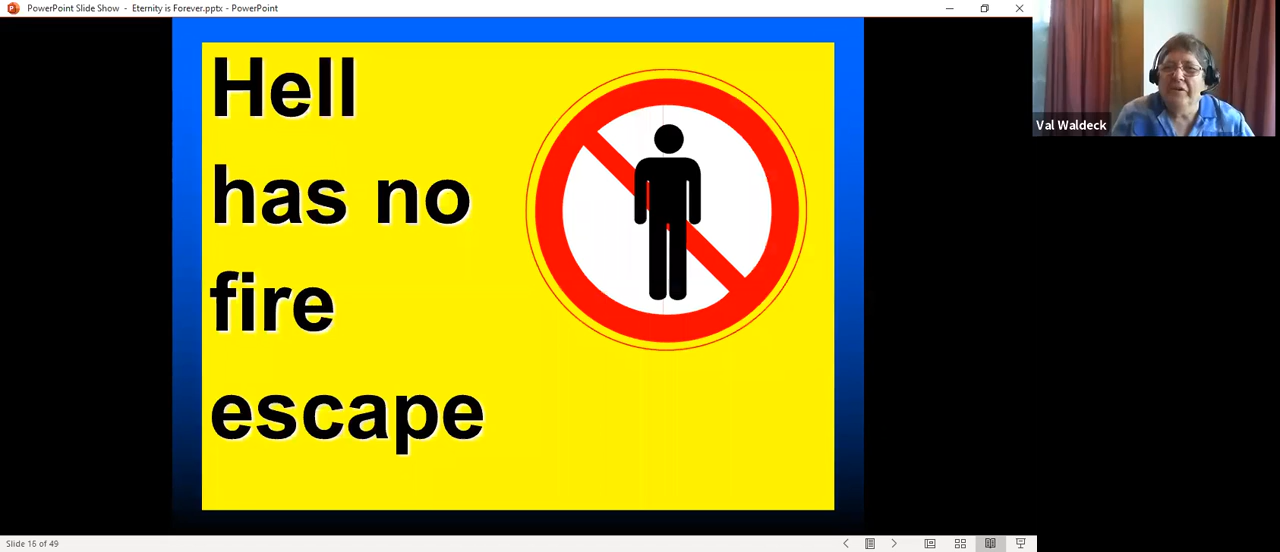 PowerPoint Slide Show - Eternity is Forever.pptx - PowerPoint
Hell
has no
fire
escape
Val Waldeck
Slide 15 of 49